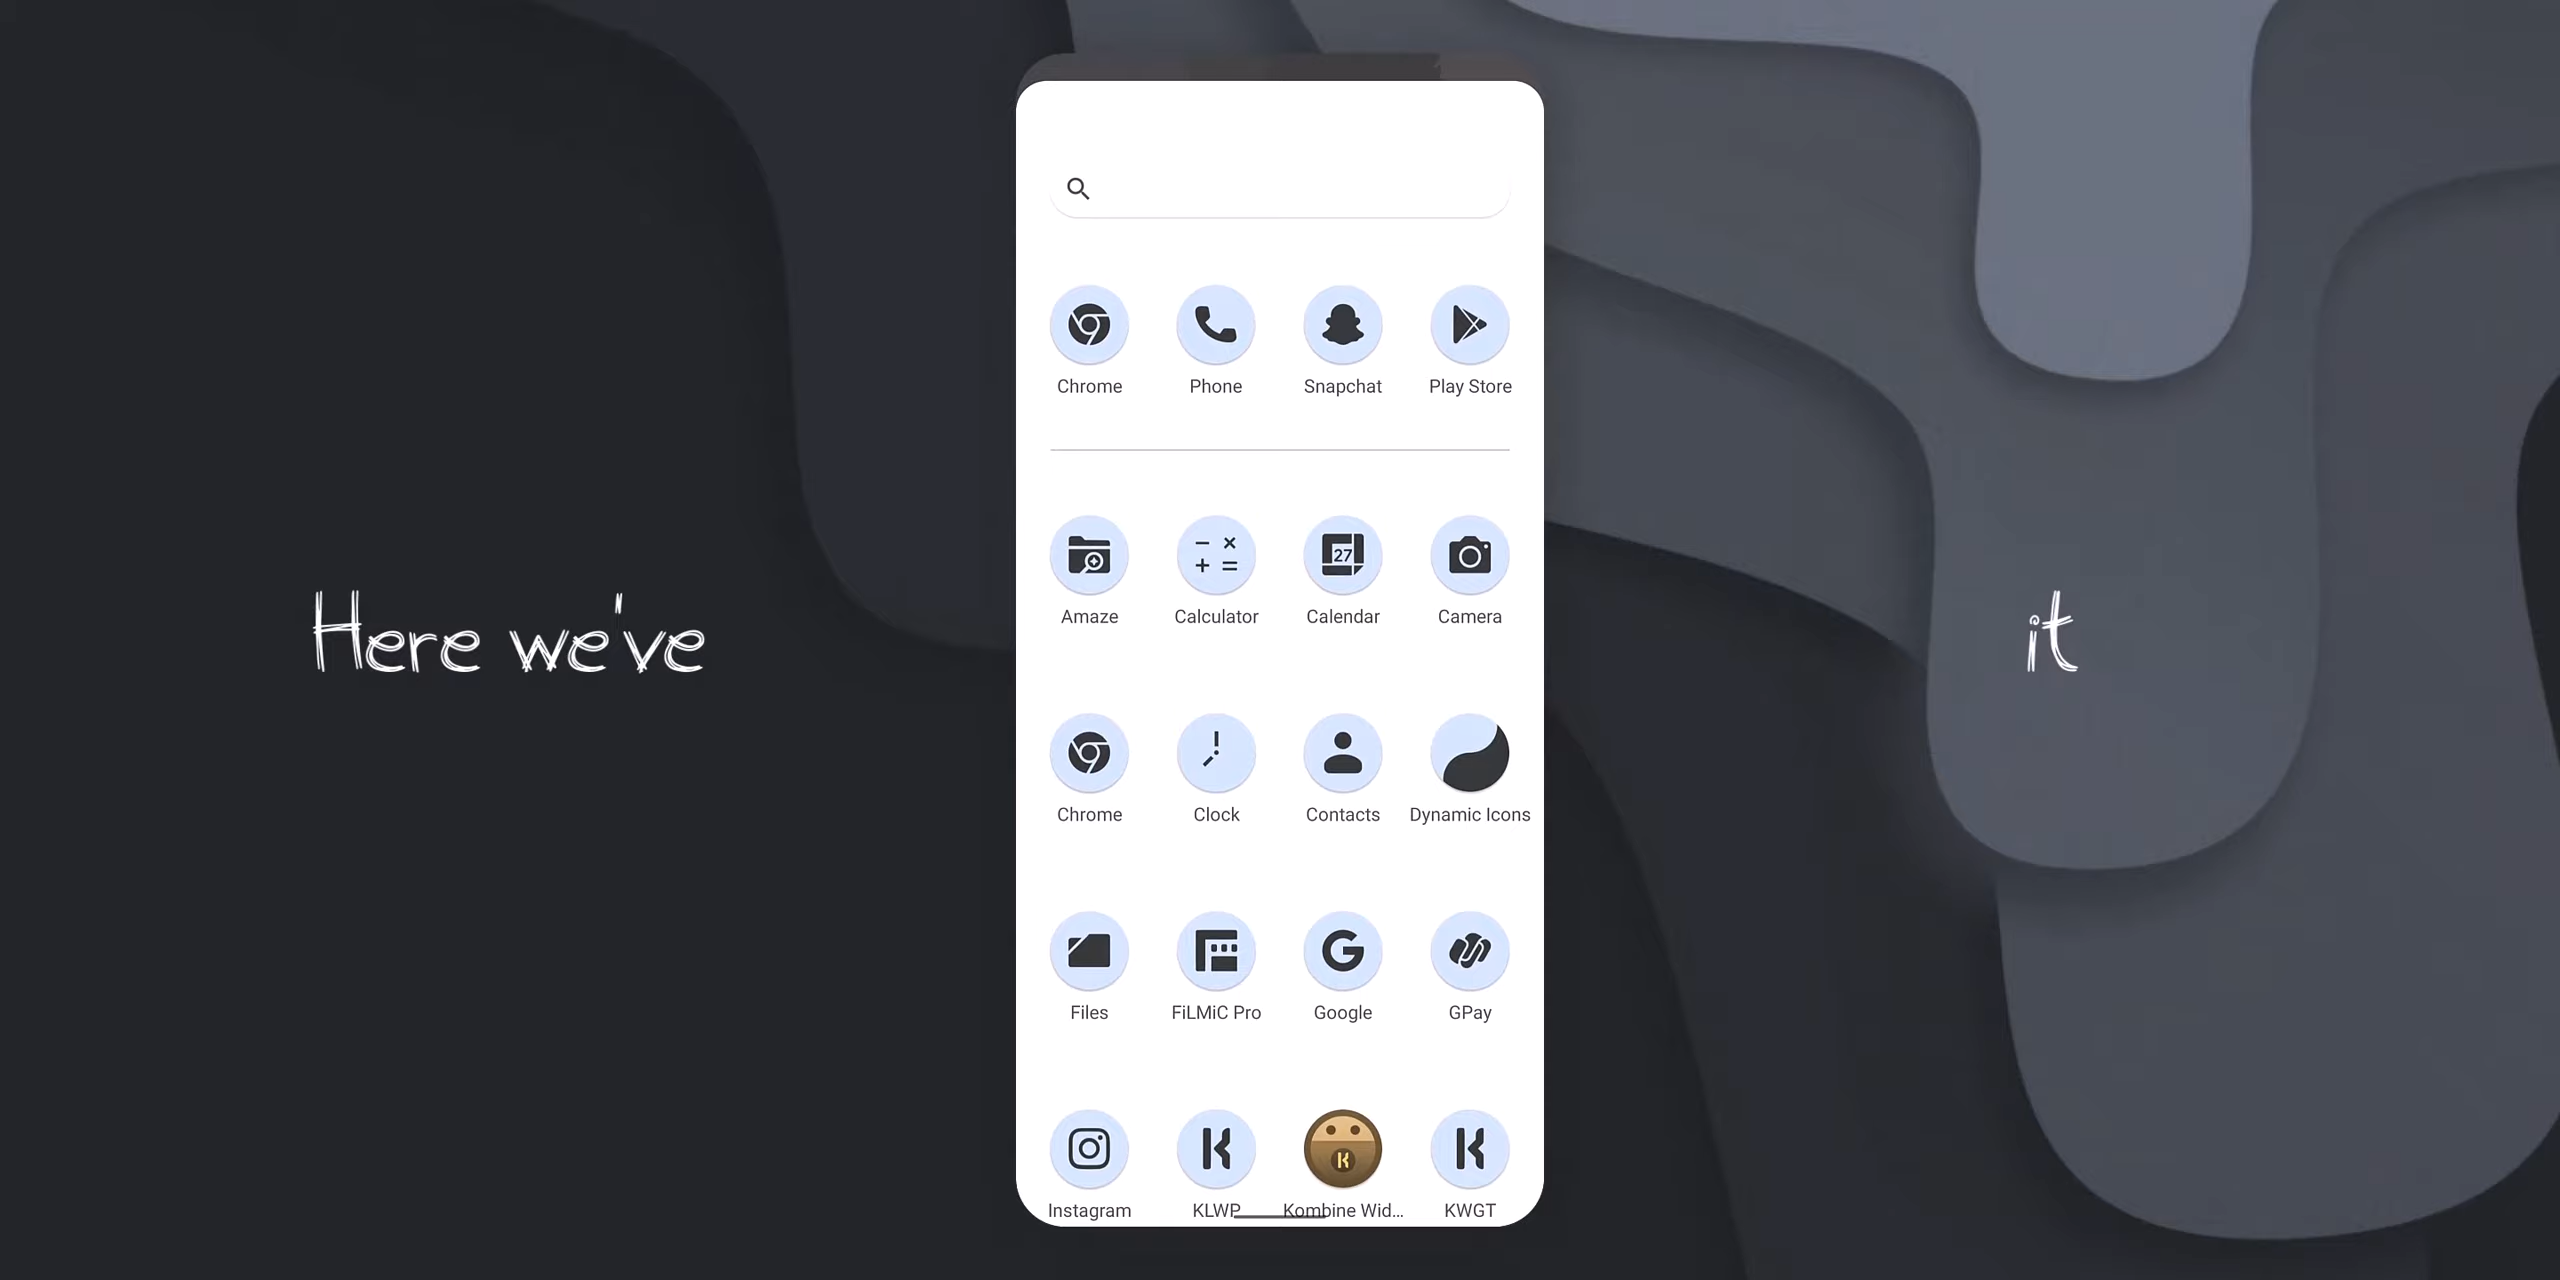 Here we've
it
Chrome Phone Snapchat Play Store
27
Amaze Calculator Calendar Camera
Chrome Clock Contacts Dynamic Icons
Files FiLMiC Pro Google GPay
Instagram KLWP Kombine Wid... KWGT